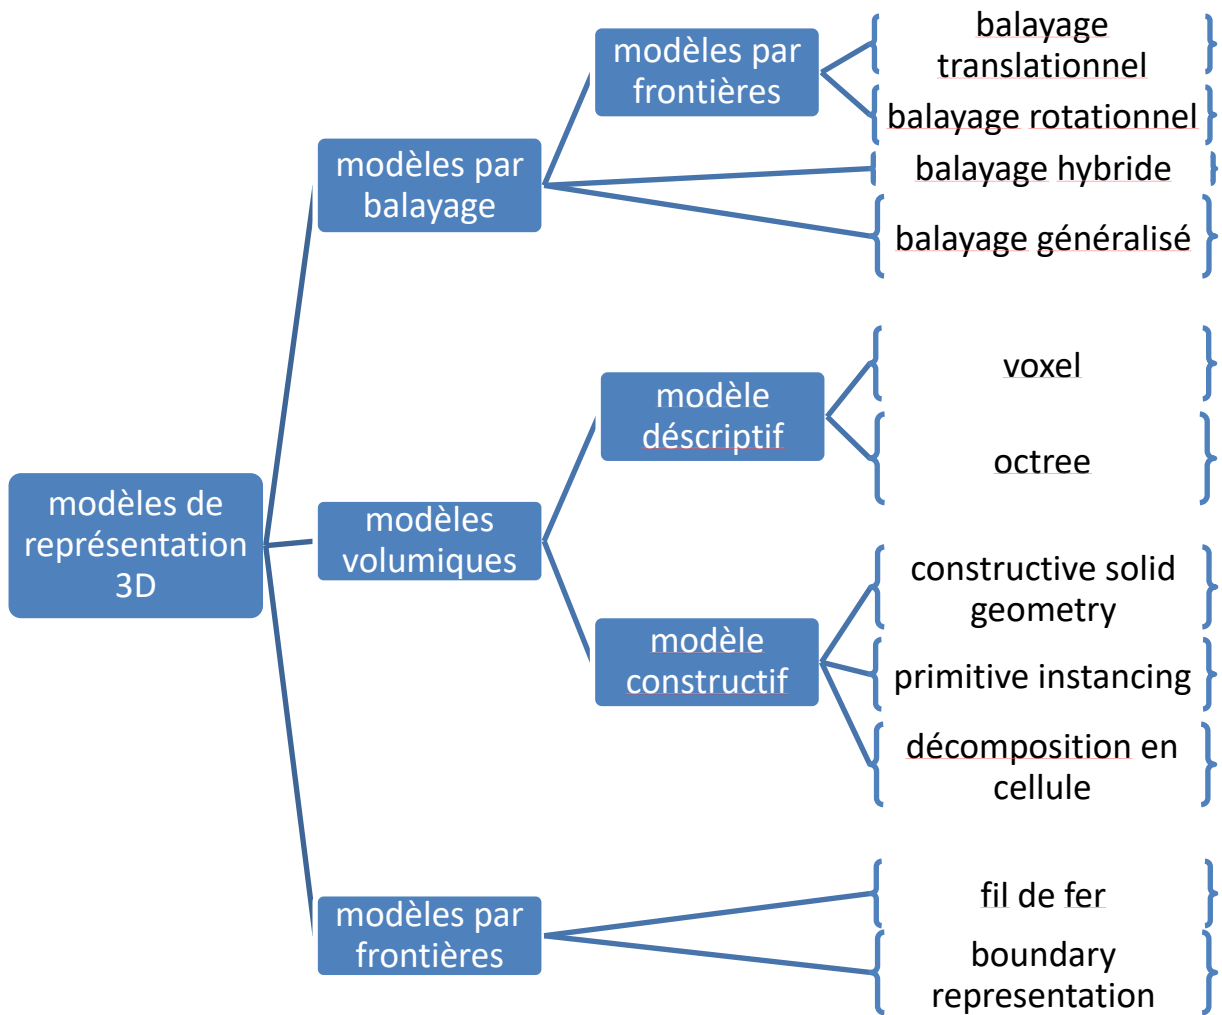 modèles de
représentation
3D
modèles par
balayage
modèles par
frontières
balayage
translationnel
balayage rotationnel
balayage hybride
balayage généralisé
modèles
volumiques
modèle
déscriptif
voxel
octree
modèle
constructif
constructive solid
geometry
primitive instancing
décomposition en
cellule
modèles par
frontières
fil de fer
boundary
representation